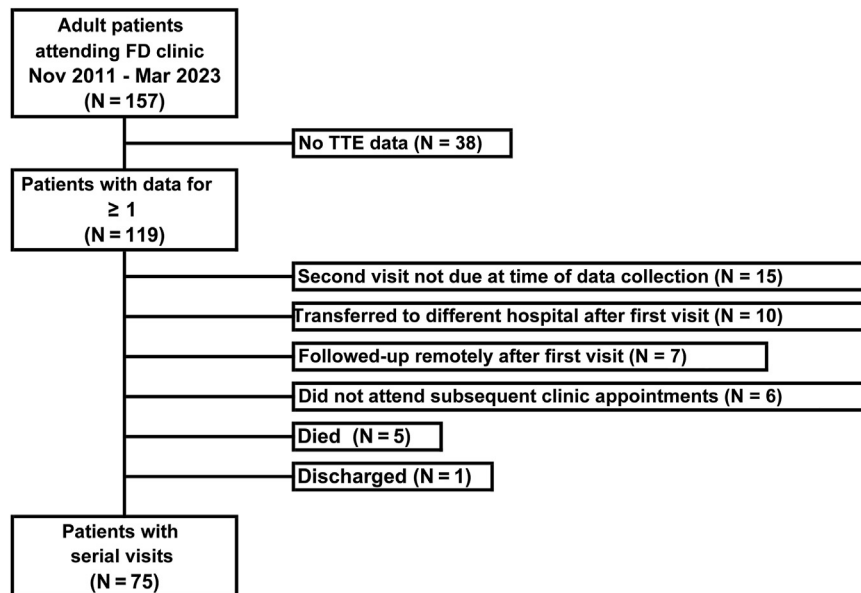 Adult patients
attending FD clinic
Nov 2011 - Mar 2023
(N = 157)
No TTE data (N = 38)
Patients with data for
≥ 1
(N = 119)
Second visit not due at time of data collection (N = 15)
Transferred to different hospital after first visit (N = 10)
Followed-up remotely after first visit (N = 7)
Did not attend subsequent clinic appointments (N = 6)
Died (N = 5)
Discharged (N = 1)
Patients with
serial visits
(N = 75)